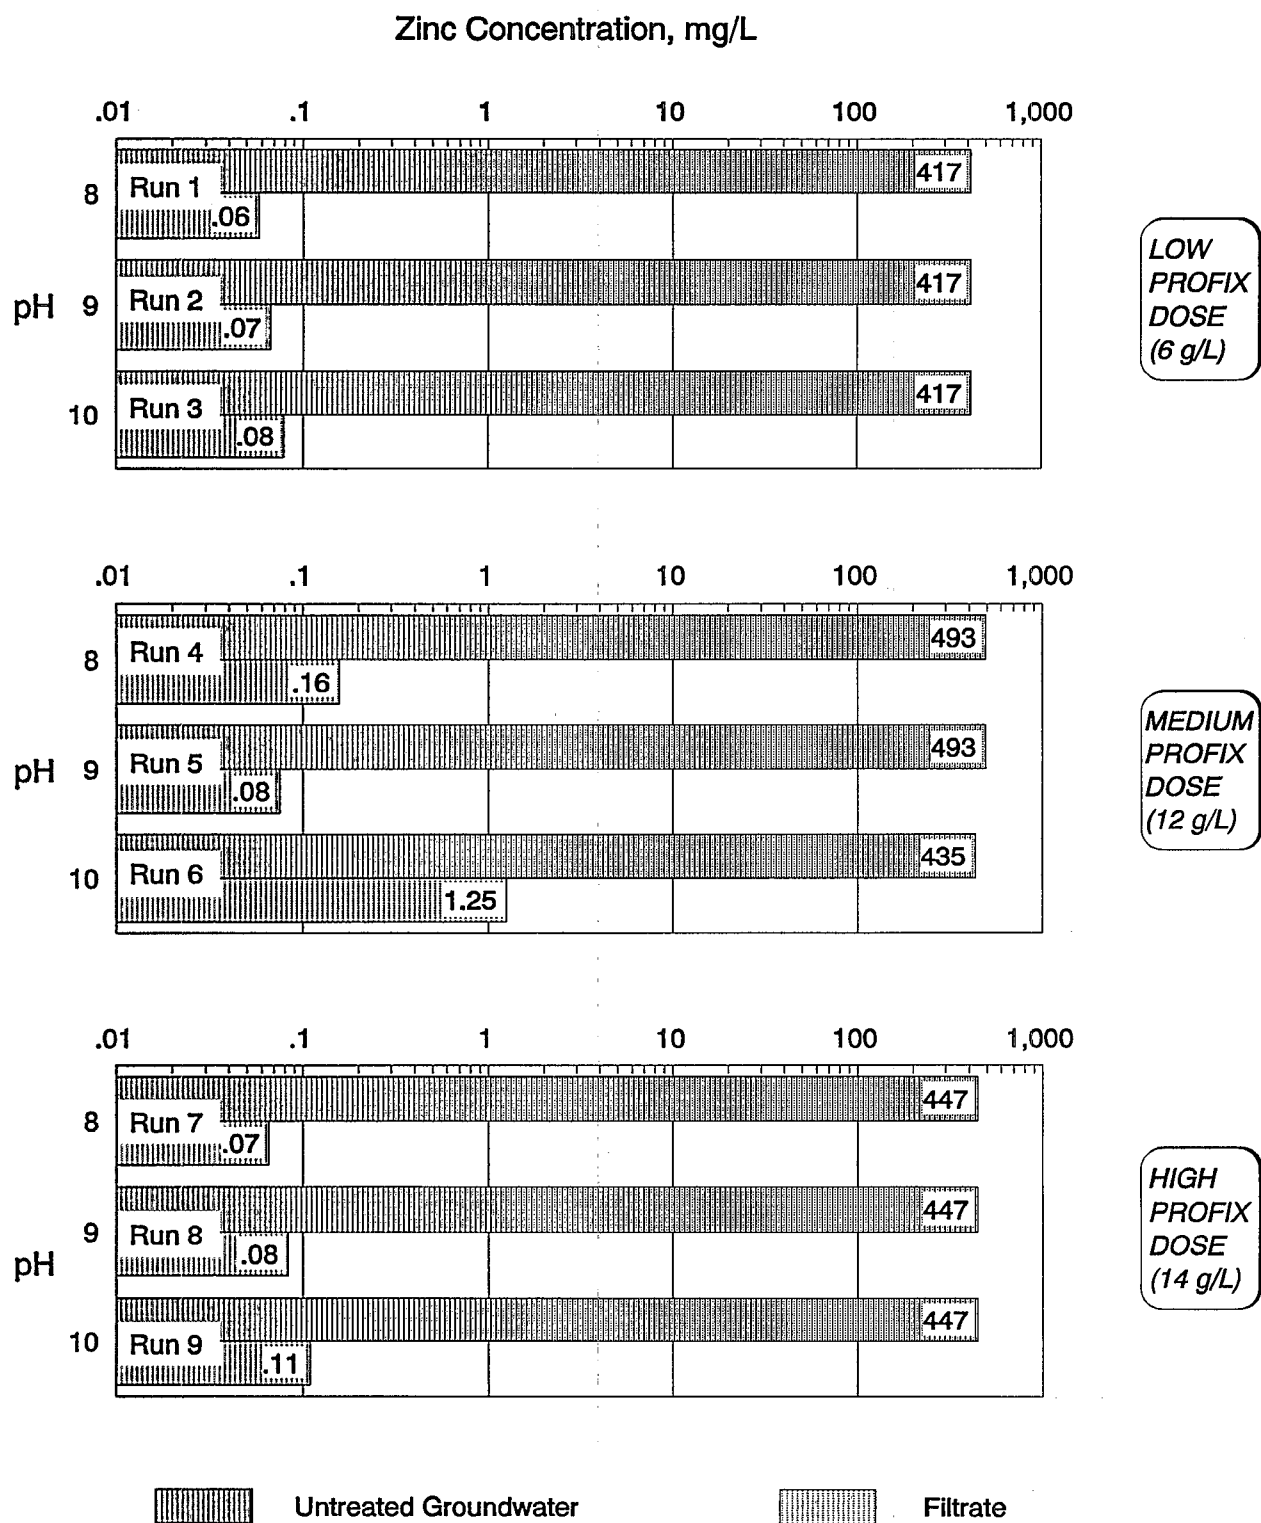 Zinc Concentration, mg/L
.01 .1 1 10 100 1,000
8 Run 1 417
.06
pH 9 Run 2 417
.07
10 Run 3 417
.08
LOW
PROFIX
DOSE
(6 g/L)
.01 .1 1 10 100 1,000
8 Run 4 493
.16
pH 9 Run 5 493
.08
10 Run 6 435
1.25
MEDIUM
PROFIX
DOSE
(12 g/L)
.01 .1 1 10 100 1,000
8 Run 7 447
.07
pH 9 Run 8 447
.08
10 Run 9 447
.11
HIGH
PROFIX
DOSE
(14 g/L)
Untreated Groundwater Filtrate